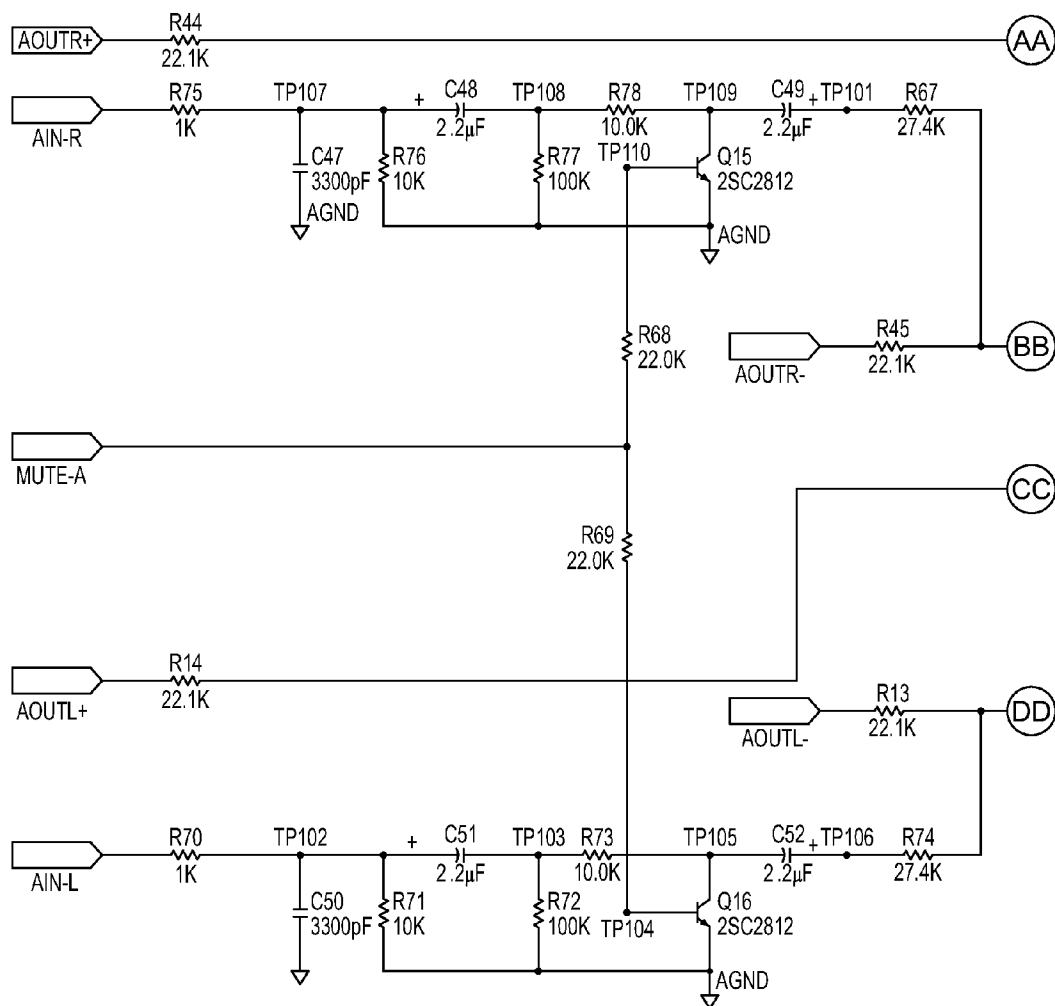 R44
AOUTR+
22.1K
AA
R75
TP107
+
C48
TP108
R78
TP109
C49
+
TP101
R67
AIN-R
1K
2.2µF
10.0K
2.2µF
27.4K
TP110
C47
3300pF
R76
10K
R77
100K
Q15
2SC2812
AGND
AGND
R68
22.0K
R45
AOUTR-
22.1K
BB
MUTE-A
CC
R69
22.0K
R14
AOUTL+
22.1K
R13
AOUTL-
22.1K
DD
R70
TP102
+
C51
TP103
R73
TP105
C52
+
TP106
R74
AIN-L
1K
2.2µF
10.0K
2.2µF
27.4K
C50
3300pF
R71
10K
R72
100K
TP104
Q16
2SC2812
AGND